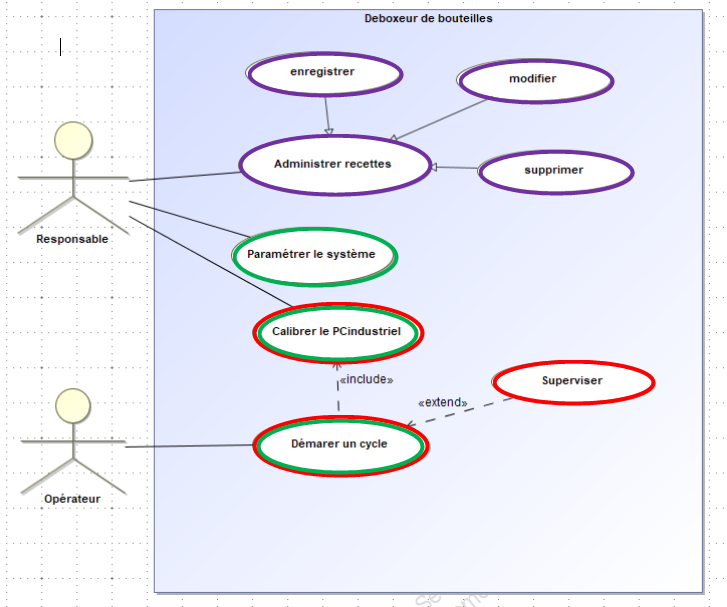 Deboxeur de bouteilles
enregistrer
modifier
Administrer recettes
supprimer
Responsable
Paramétrer le système
Calibrer le PCindustriel
«include»
Superviser
«extend»
Démarer un cycle
Opérateur